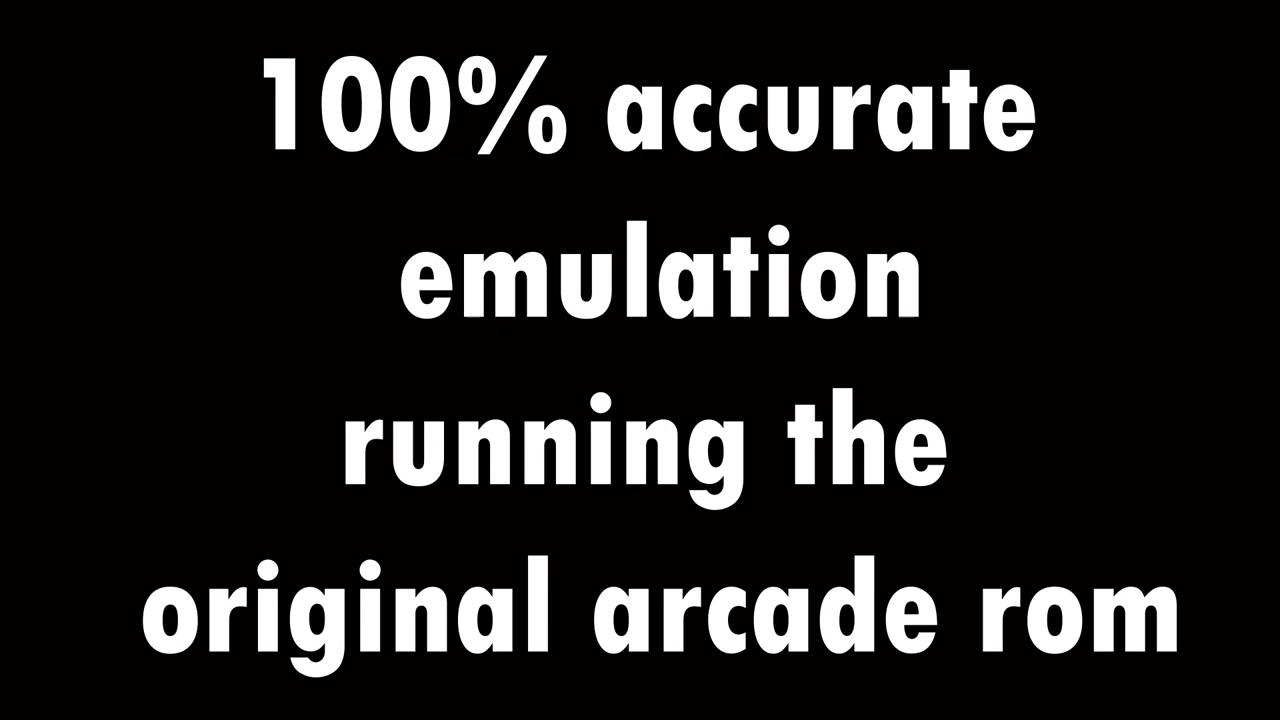 100% accurate
emulation
running the
original arcade rom